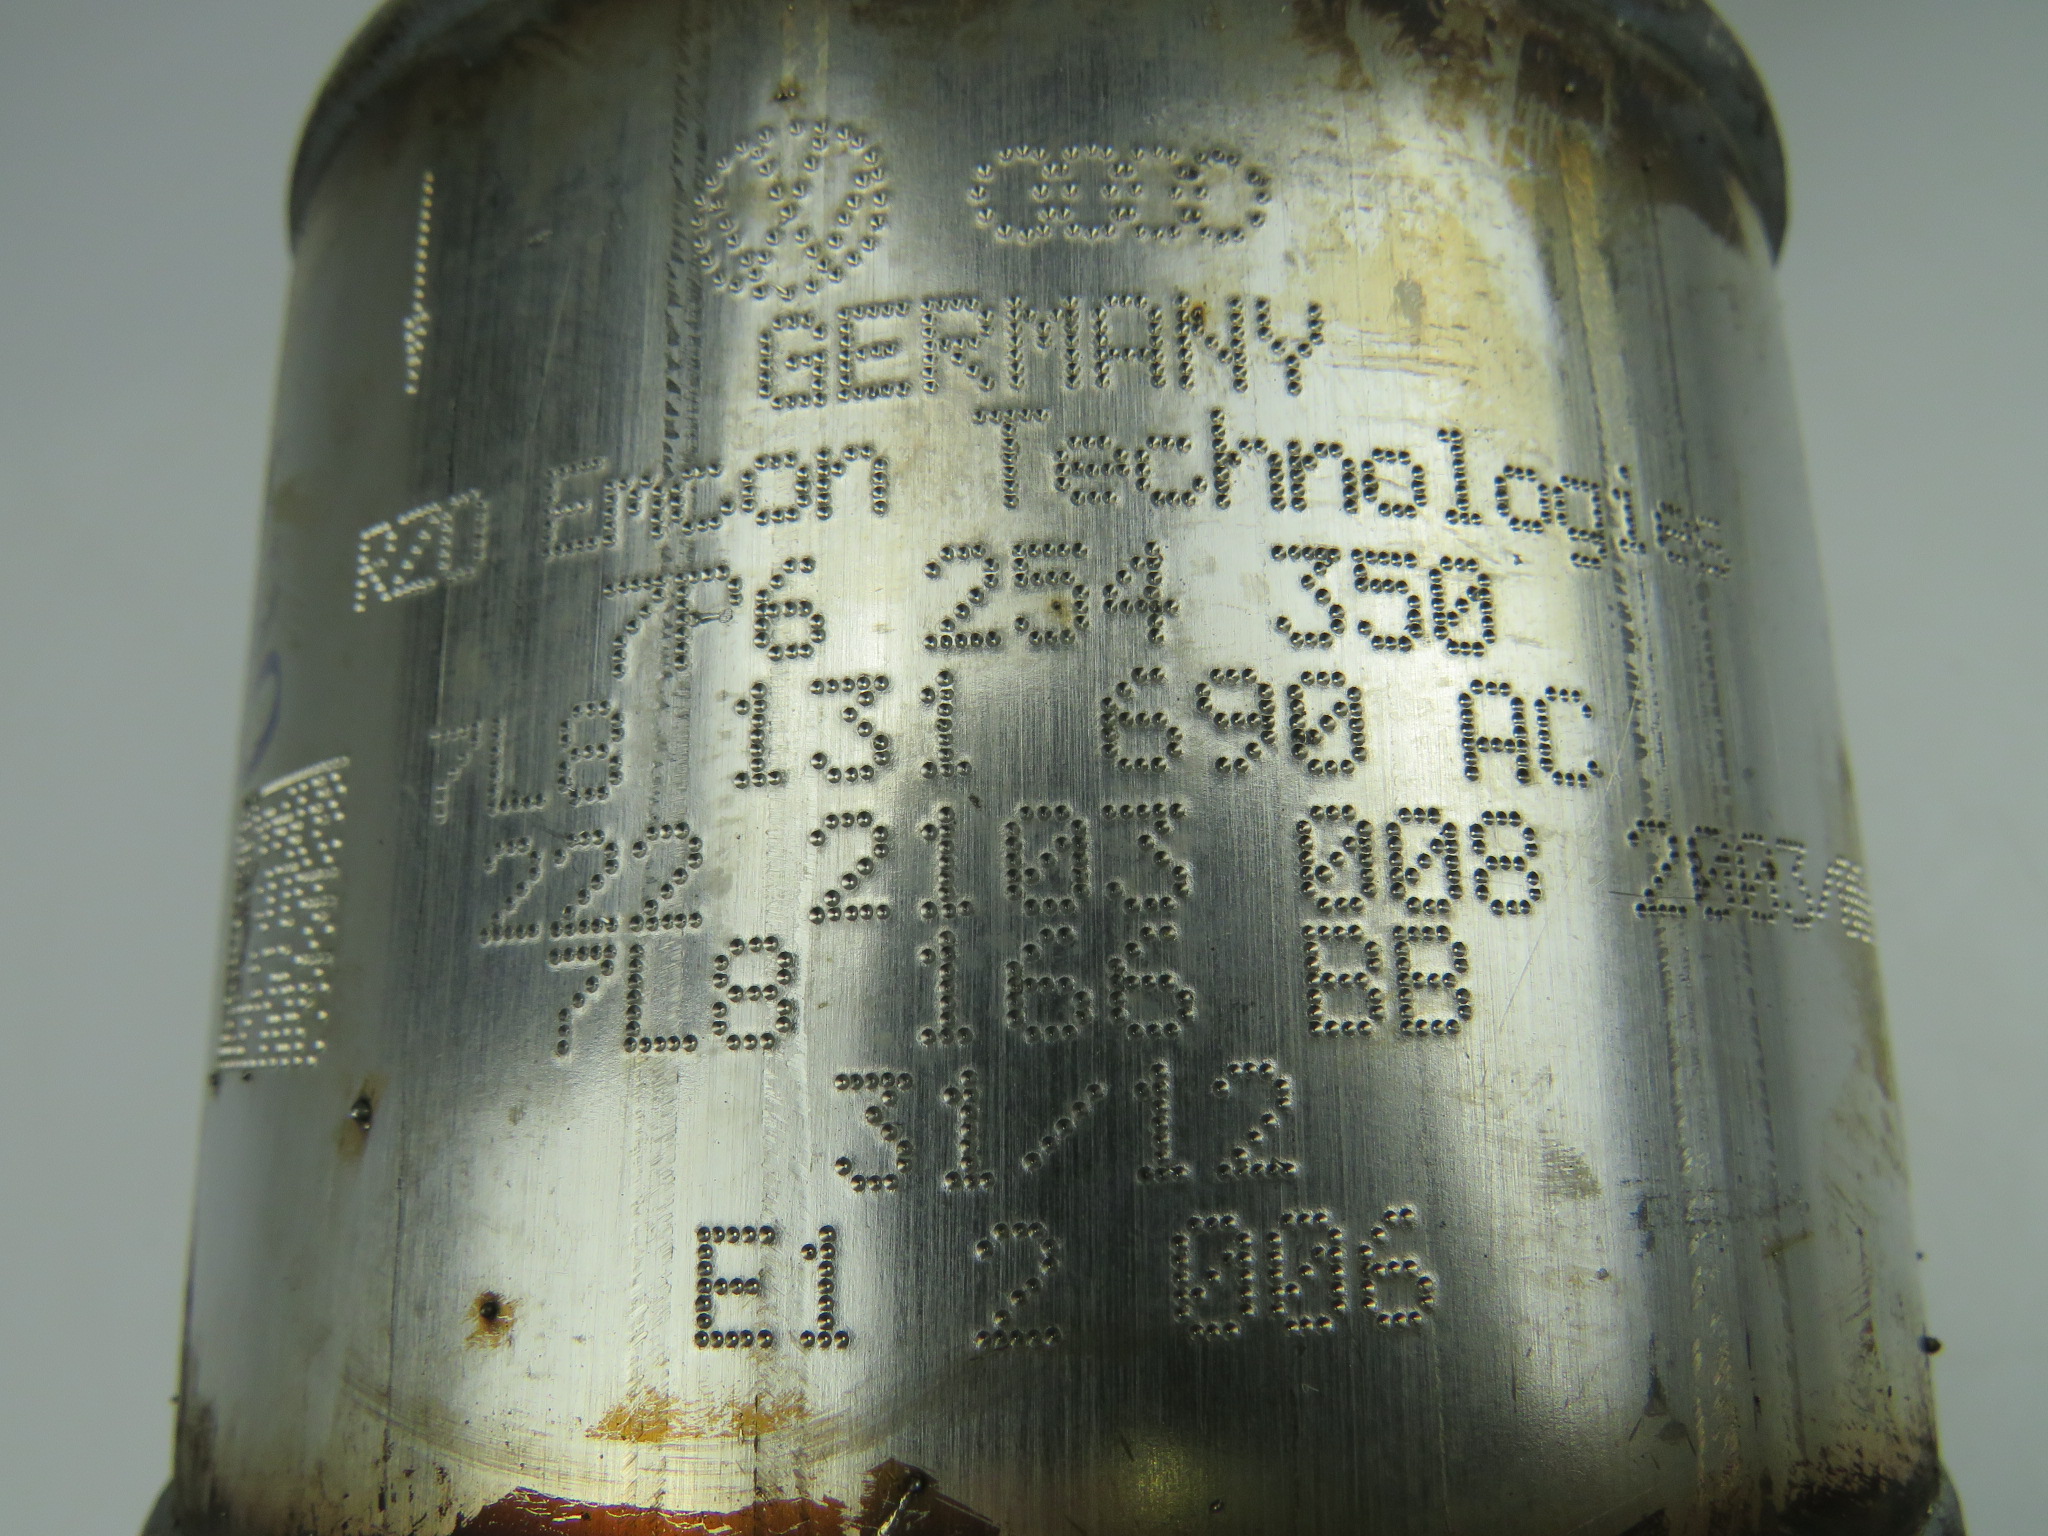 GERMANY
R2D Emcon Technologies
7P6 254 350
7L8 131 690 AC
222 2103 008
7L8 166 BB
31/12
E1 2 006